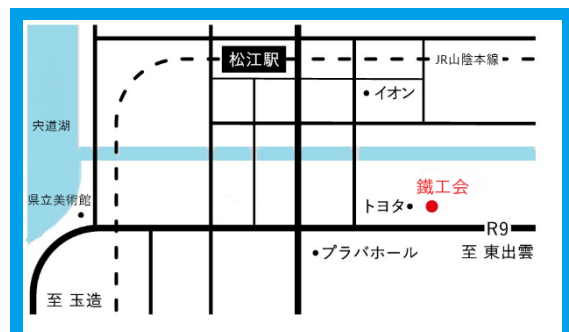 松江駅
JR山陰本線
イオン
宍道湖
県立美術館
鐵工会
トヨタ
R9
プラバホール
至 東出雲
至 玉造